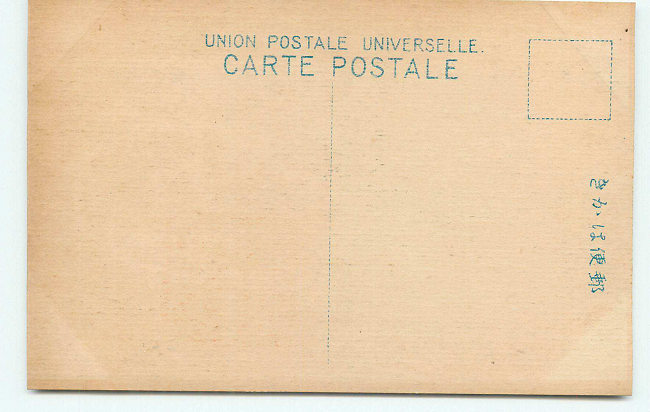 UNION POSTALE UNIVERSELLE.
CARTE POSTALE
郵便はかき